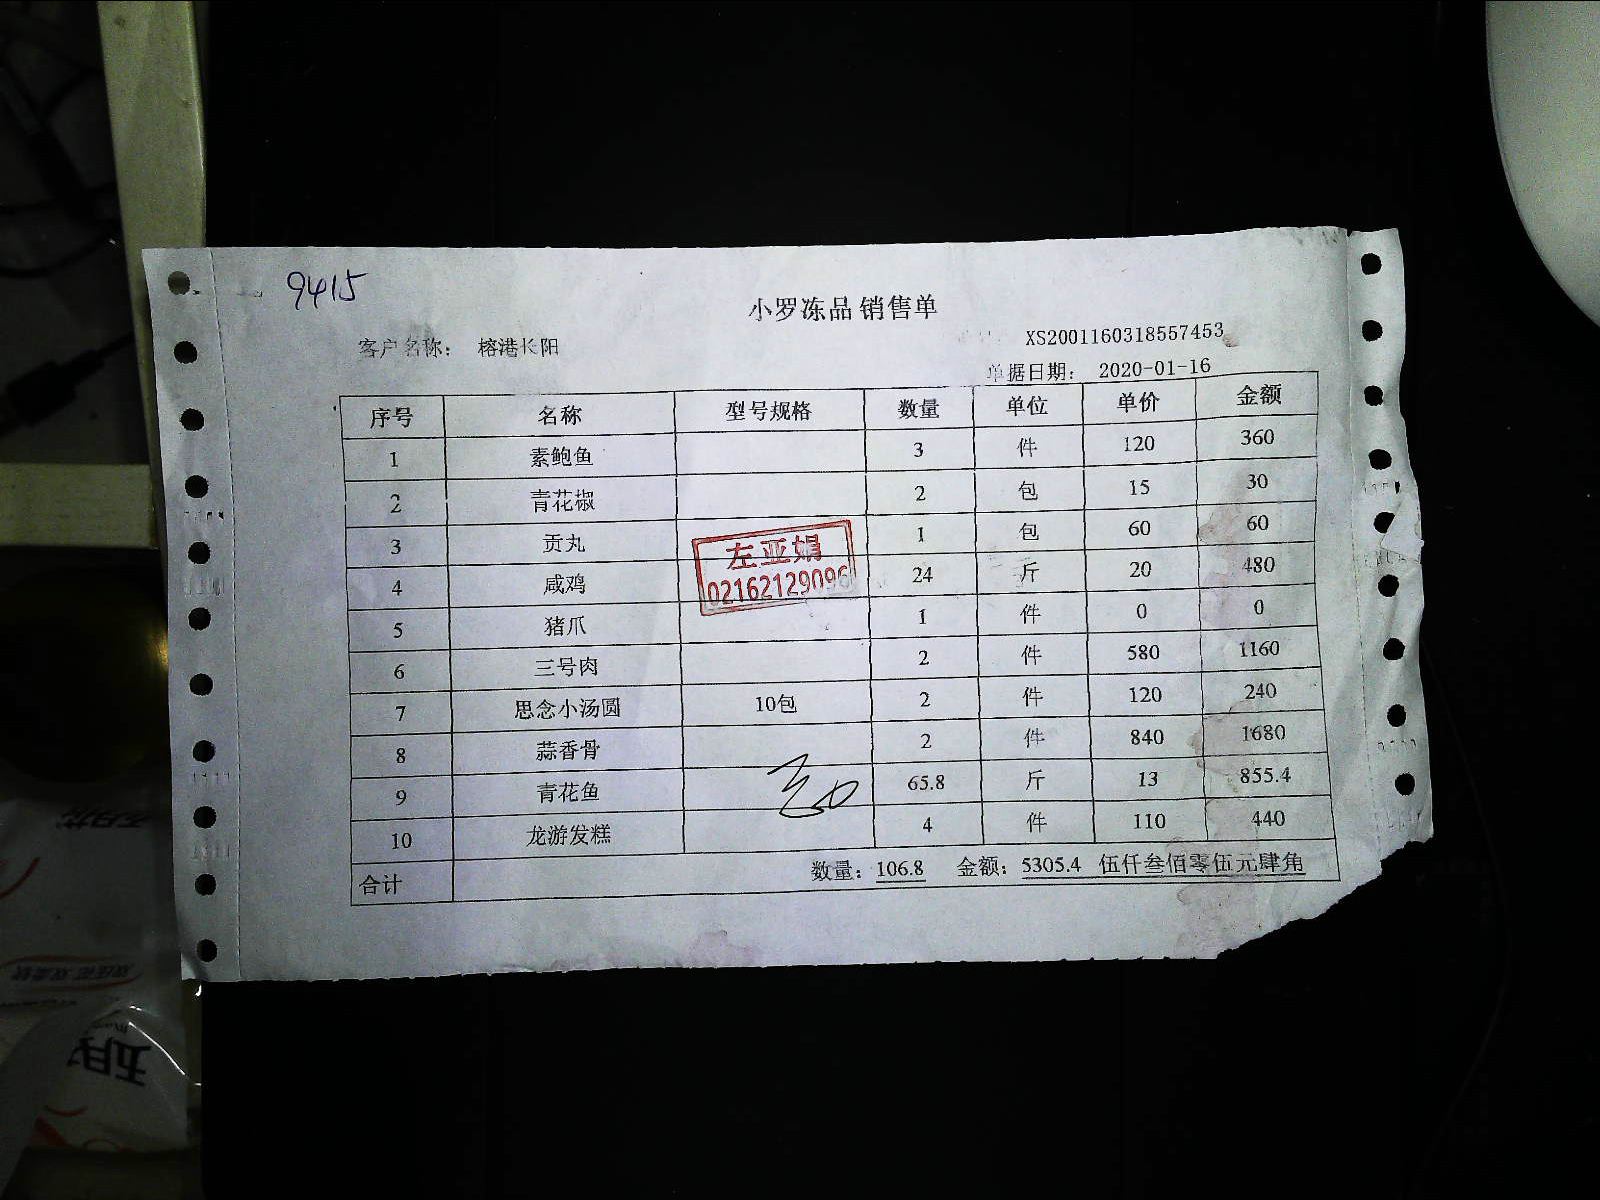 9415
小罗冻品 销售单
XS2001160318557453
客户名称： 榕港长阳
单据日期： 2020-01-16
序号 名称 型号规格 数量 单位 单价 金额
1 素鲍鱼 3 件 120 360
2 青花椒 2 包 15 30
3 贡丸 1 包 60 60
4 咸鸡 24 斤 20 480
5 猪爪 1 件 0 0
6 三号肉 2 件 580 1160
7 思念小汤圆 10包 2 件 120 240
8 蒜香骨 2 件 840 1680
9 青花鱼 65.8 斤 13 855.4
10 龙游发糕 4 件 110 440
合计 数量：106.8 金额：5305.4 伍仟叁佰零伍元肆角
左亚娟
02162129096